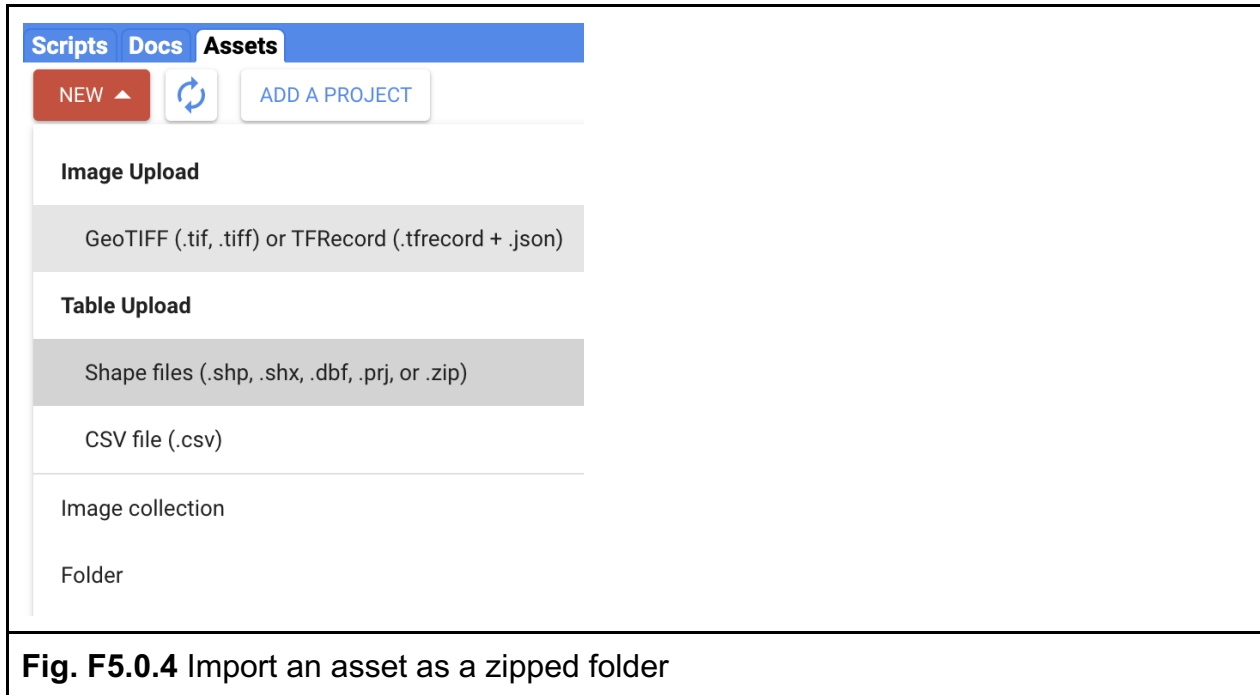 Scripts Docs Assets
NEW ADD A PROJECT
Image Upload
GeoTIFF (.tif, .tiff) or TFRecord (.tfrecord + .json)
Table Upload
Shape files (.shp, .shx, .dbf, .prj, or .zip)
CSV file (.csv)
Image collection
Folder
Fig. F5.0.4 Import an asset as a zipped folder